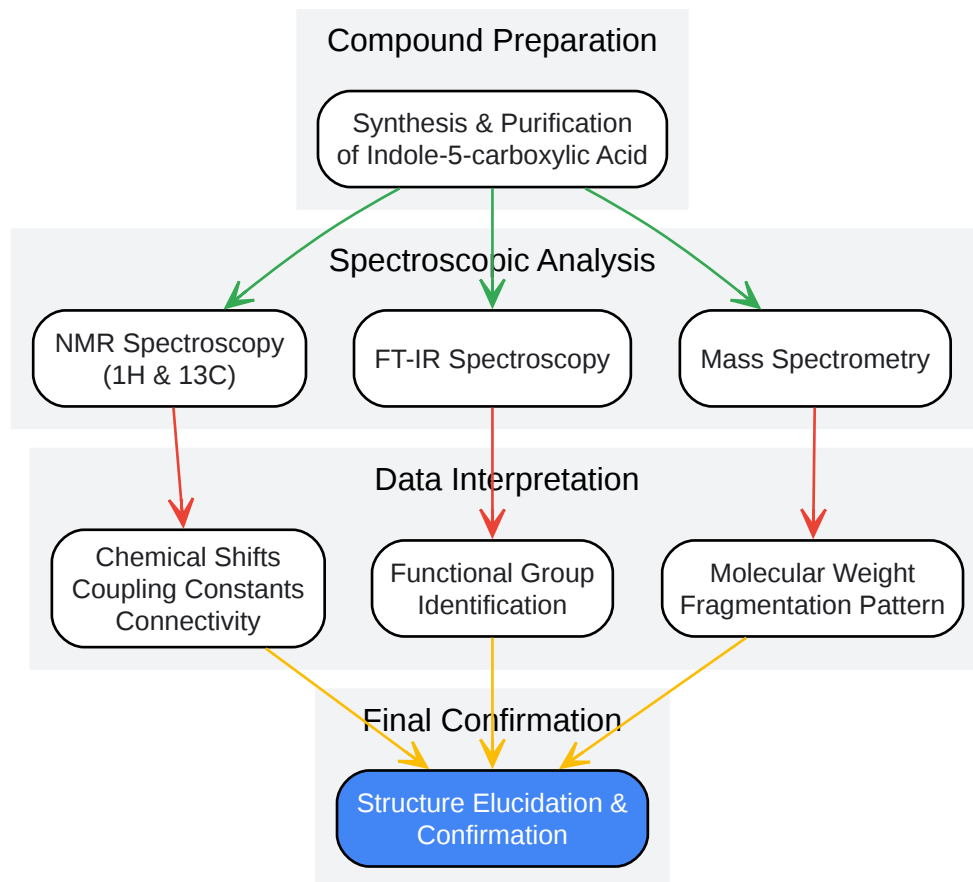 Compound Preparation
Synthesis & Purification
of Indole-5-carboxylic Acid
Spectroscopic Analysis
NMR Spectroscopy
(1H & 13C)
FT-IR Spectroscopy
Mass Spectrometry
Data Interpretation
Chemical Shifts
Coupling Constants
Connectivity
Functional Group
Identification
Molecular Weight
Fragmentation Pattern
Final Confirmation
Structure Elucidation &
Confirmation